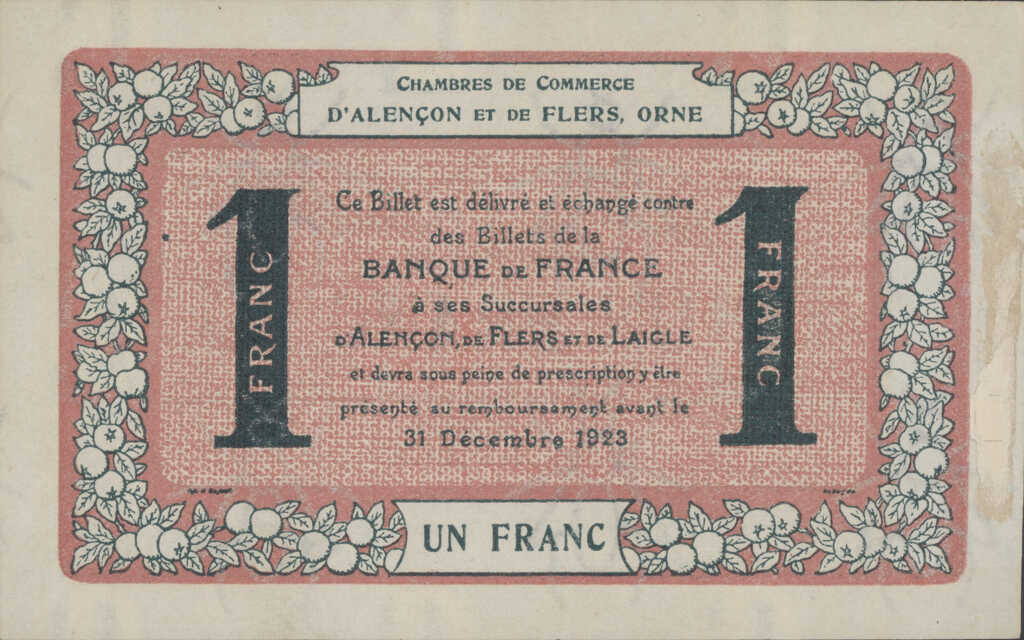 CHAMBRES DE COMMERCE
D'ALENÇON ET DE FLERS, ORNE
1 FRANC
Ce Billet est délivré et échangé contre
des Billets de la
BANQUE DE FRANCE
à ses Succursales
D'ALENÇON, DE FLERS ET DE LAIGLE
et devra sous peine de prescription y être
présenté au remboursement avant le
31 Décembre 1923
1 FRANC
UN FRANC